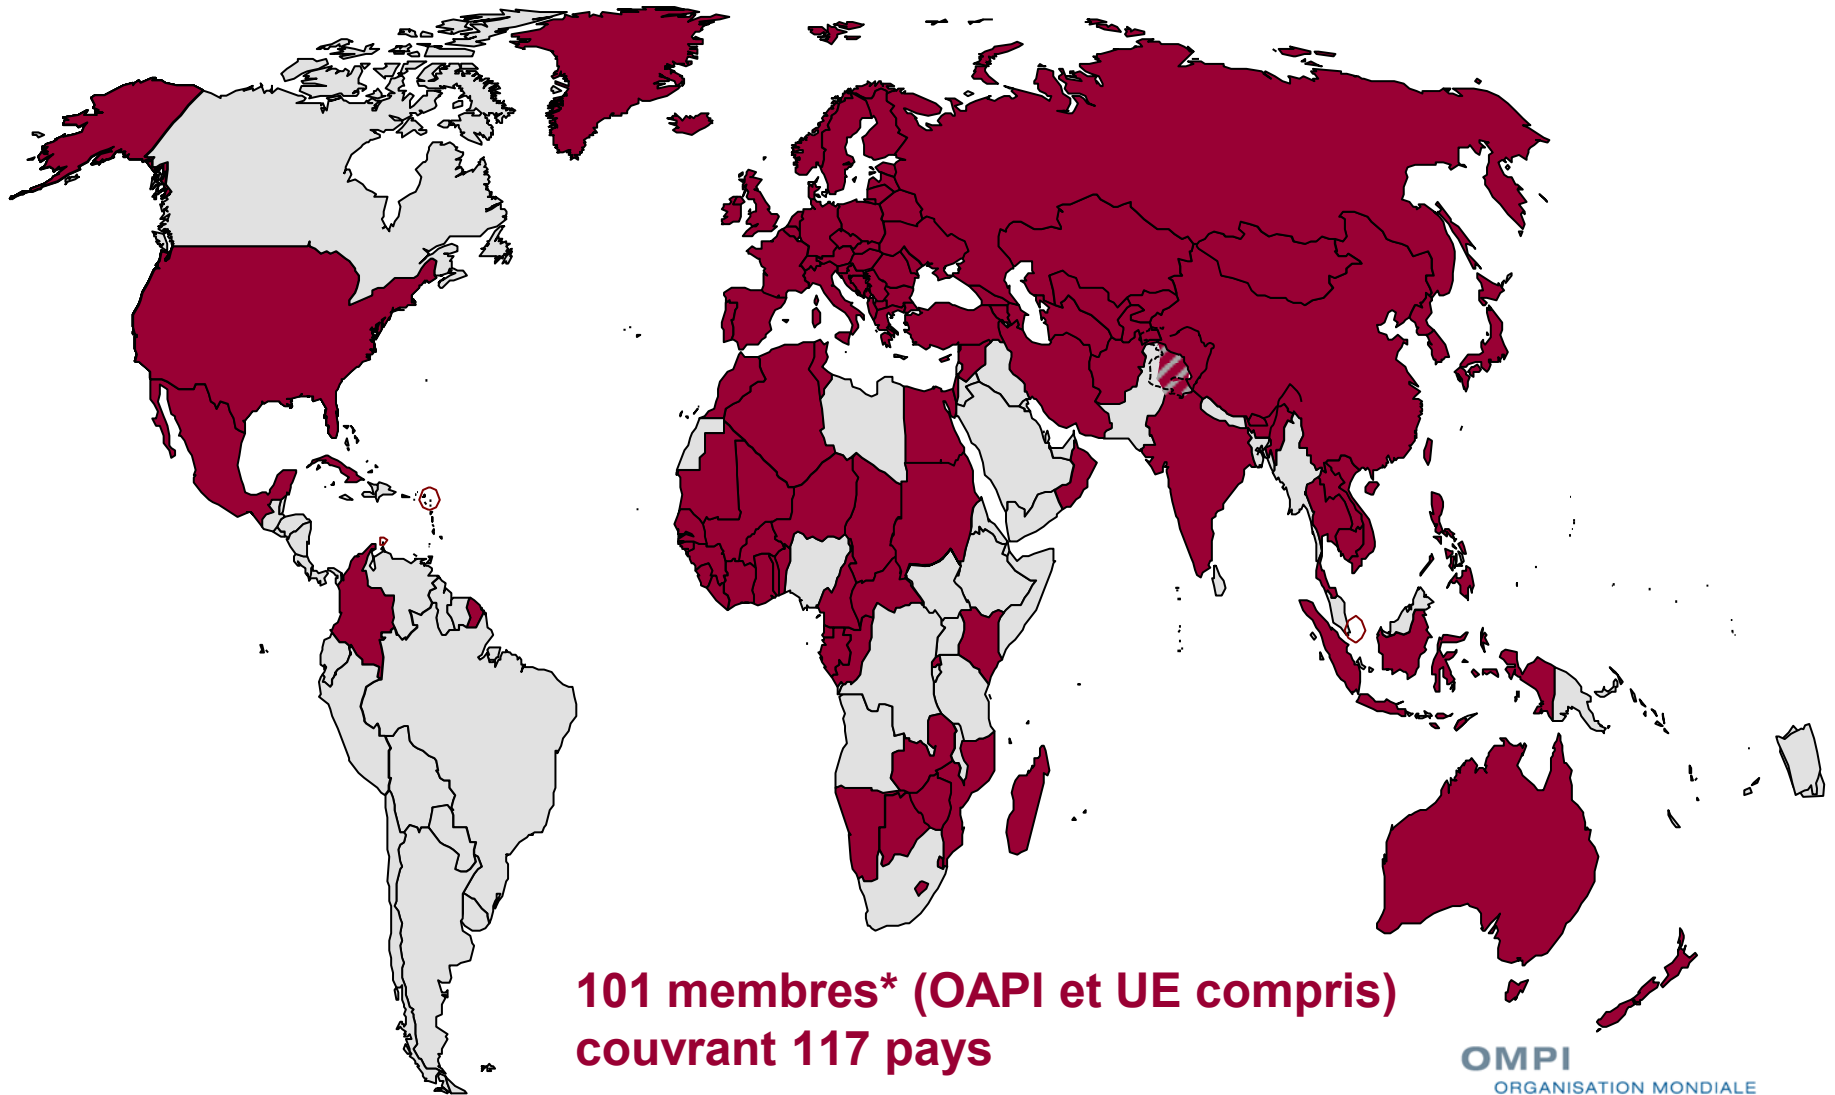 101 membres* (OAPI et UE compris)
couvrant 117 pays
OMPI
ORGANISATION MONDIALE